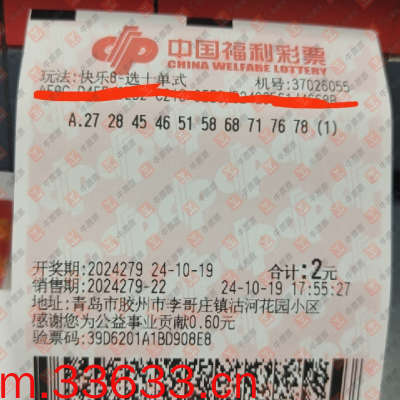 中国福利彩票
CHINA WELFARE LOTTERY
玩法:快乐8-选十单式 机号:37026055
A.27 28 45 46 51 58 68 71 76 78 (1)
开奖期:2024279 24-10-19 合计:2元
销售期:2024279-22 24-10-19 17:55:27
地址:青岛市胶州市李哥庄镇沽河花园小区
感谢您为公益事业贡献0.60元
验票码:39D6201A1BD908E8
m.33633.cn